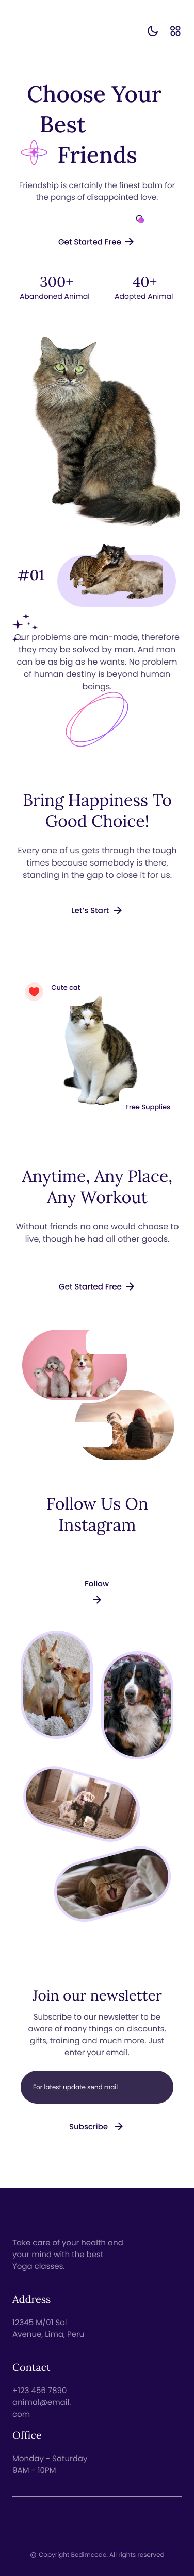 Choose Your
Best
Friends
Friendship is certainly the finest balm for
the pangs of disappointed love.
Get Started Free
300+
40+
Abandoned Animal
Adopted Animal
#01
Our problems are man-made, therefore
they may be solved by man. And man
can be as big as he wants. No problem
of human destiny is beyond human
beings.
Bring Happiness To
Good Choice!
Every one of us gets through the tough
times because somebody is there,
standing in the gap to close it for us.
Let's Start
Cute cat
Free Supplies
Anytime, Any Place,
Any Workout
Without friends no one would choose to
live, though he had all other goods.
Get Started Free
Follow Us On
Instagram
Follow
Join our newsletter
Subscribe to our newsletter to be
aware of many things on discounts,
gifts, training and much more. Just
enter your email.
For latest update send mail
Subscribe
Take care of your health and
your mind with the best
Yoga classes.
Address
12345 M/01 Sol
Avenue, Lima, Peru
Contact
+123 456 7890
animal@email.
com
Office
Monday - Saturday
9AM - 10PM
© Copyright Bedimcode. All rights reserved